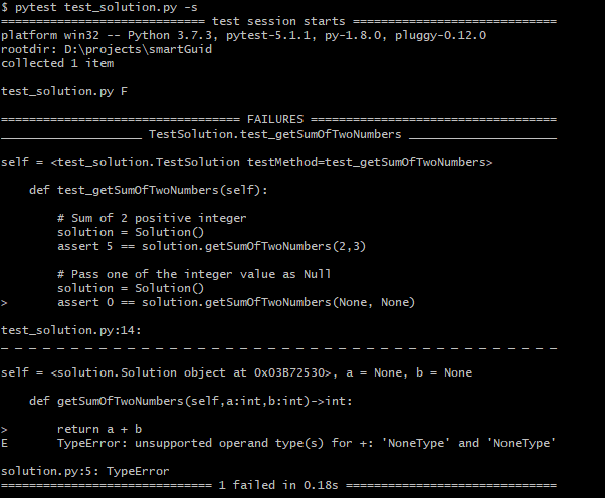 $ pytest test_solution.py -s
============================= test session starts =============================
platform win32 -- Python 3.7.3, pytest-5.1.1, py-1.8.0, pluggy-0.12.0
rootdir: D:\projects\smartGuid
collected 1 item

test_solution.py F

================================== FAILURES ===================================
____________________ TestSolution.test_getSumOfTwoNumbers _____________________

self = <test_solution.TestSolution testMethod=test_getSumOfTwoNumbers>

    def test_getSumOfTwoNumbers(self):

        # Sum of 2 positive integer
        solution = Solution()
        assert 5 == solution.getSumOfTwoNumbers(2,3)

        # Pass one of the integer value as Null
        solution = Solution()
>       assert 0 == solution.getSumOfTwoNumbers(None, None)

test_solution.py:14:
_ _ _ _ _ _ _ _ _ _ _ _ _ _ _ _ _ _ _ _ _ _ _ _ _ _ _ _ _ _ _ _ _ _ _ _ _ _ _ _

self = <solution.Solution object at 0x03B72530>, a = None, b = None

    def getSumOfTwoNumbers(self,a:int,b:int)->int:

>       return a + b
E       TypeError: unsupported operand type(s) for +: 'NoneType' and 'NoneType'

solution.py:5: TypeError
============================== 1 failed in 0.18s ==============================